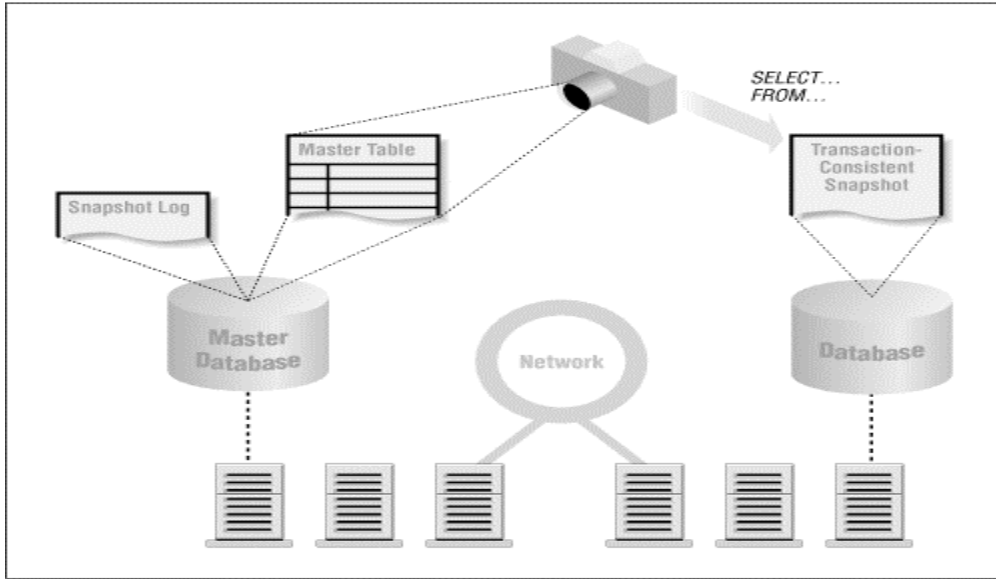 SELECT...
FROM...
Master Table
Transaction-
Consistent
Snapshot
Snapshot Log
Master
Database
Network
Database